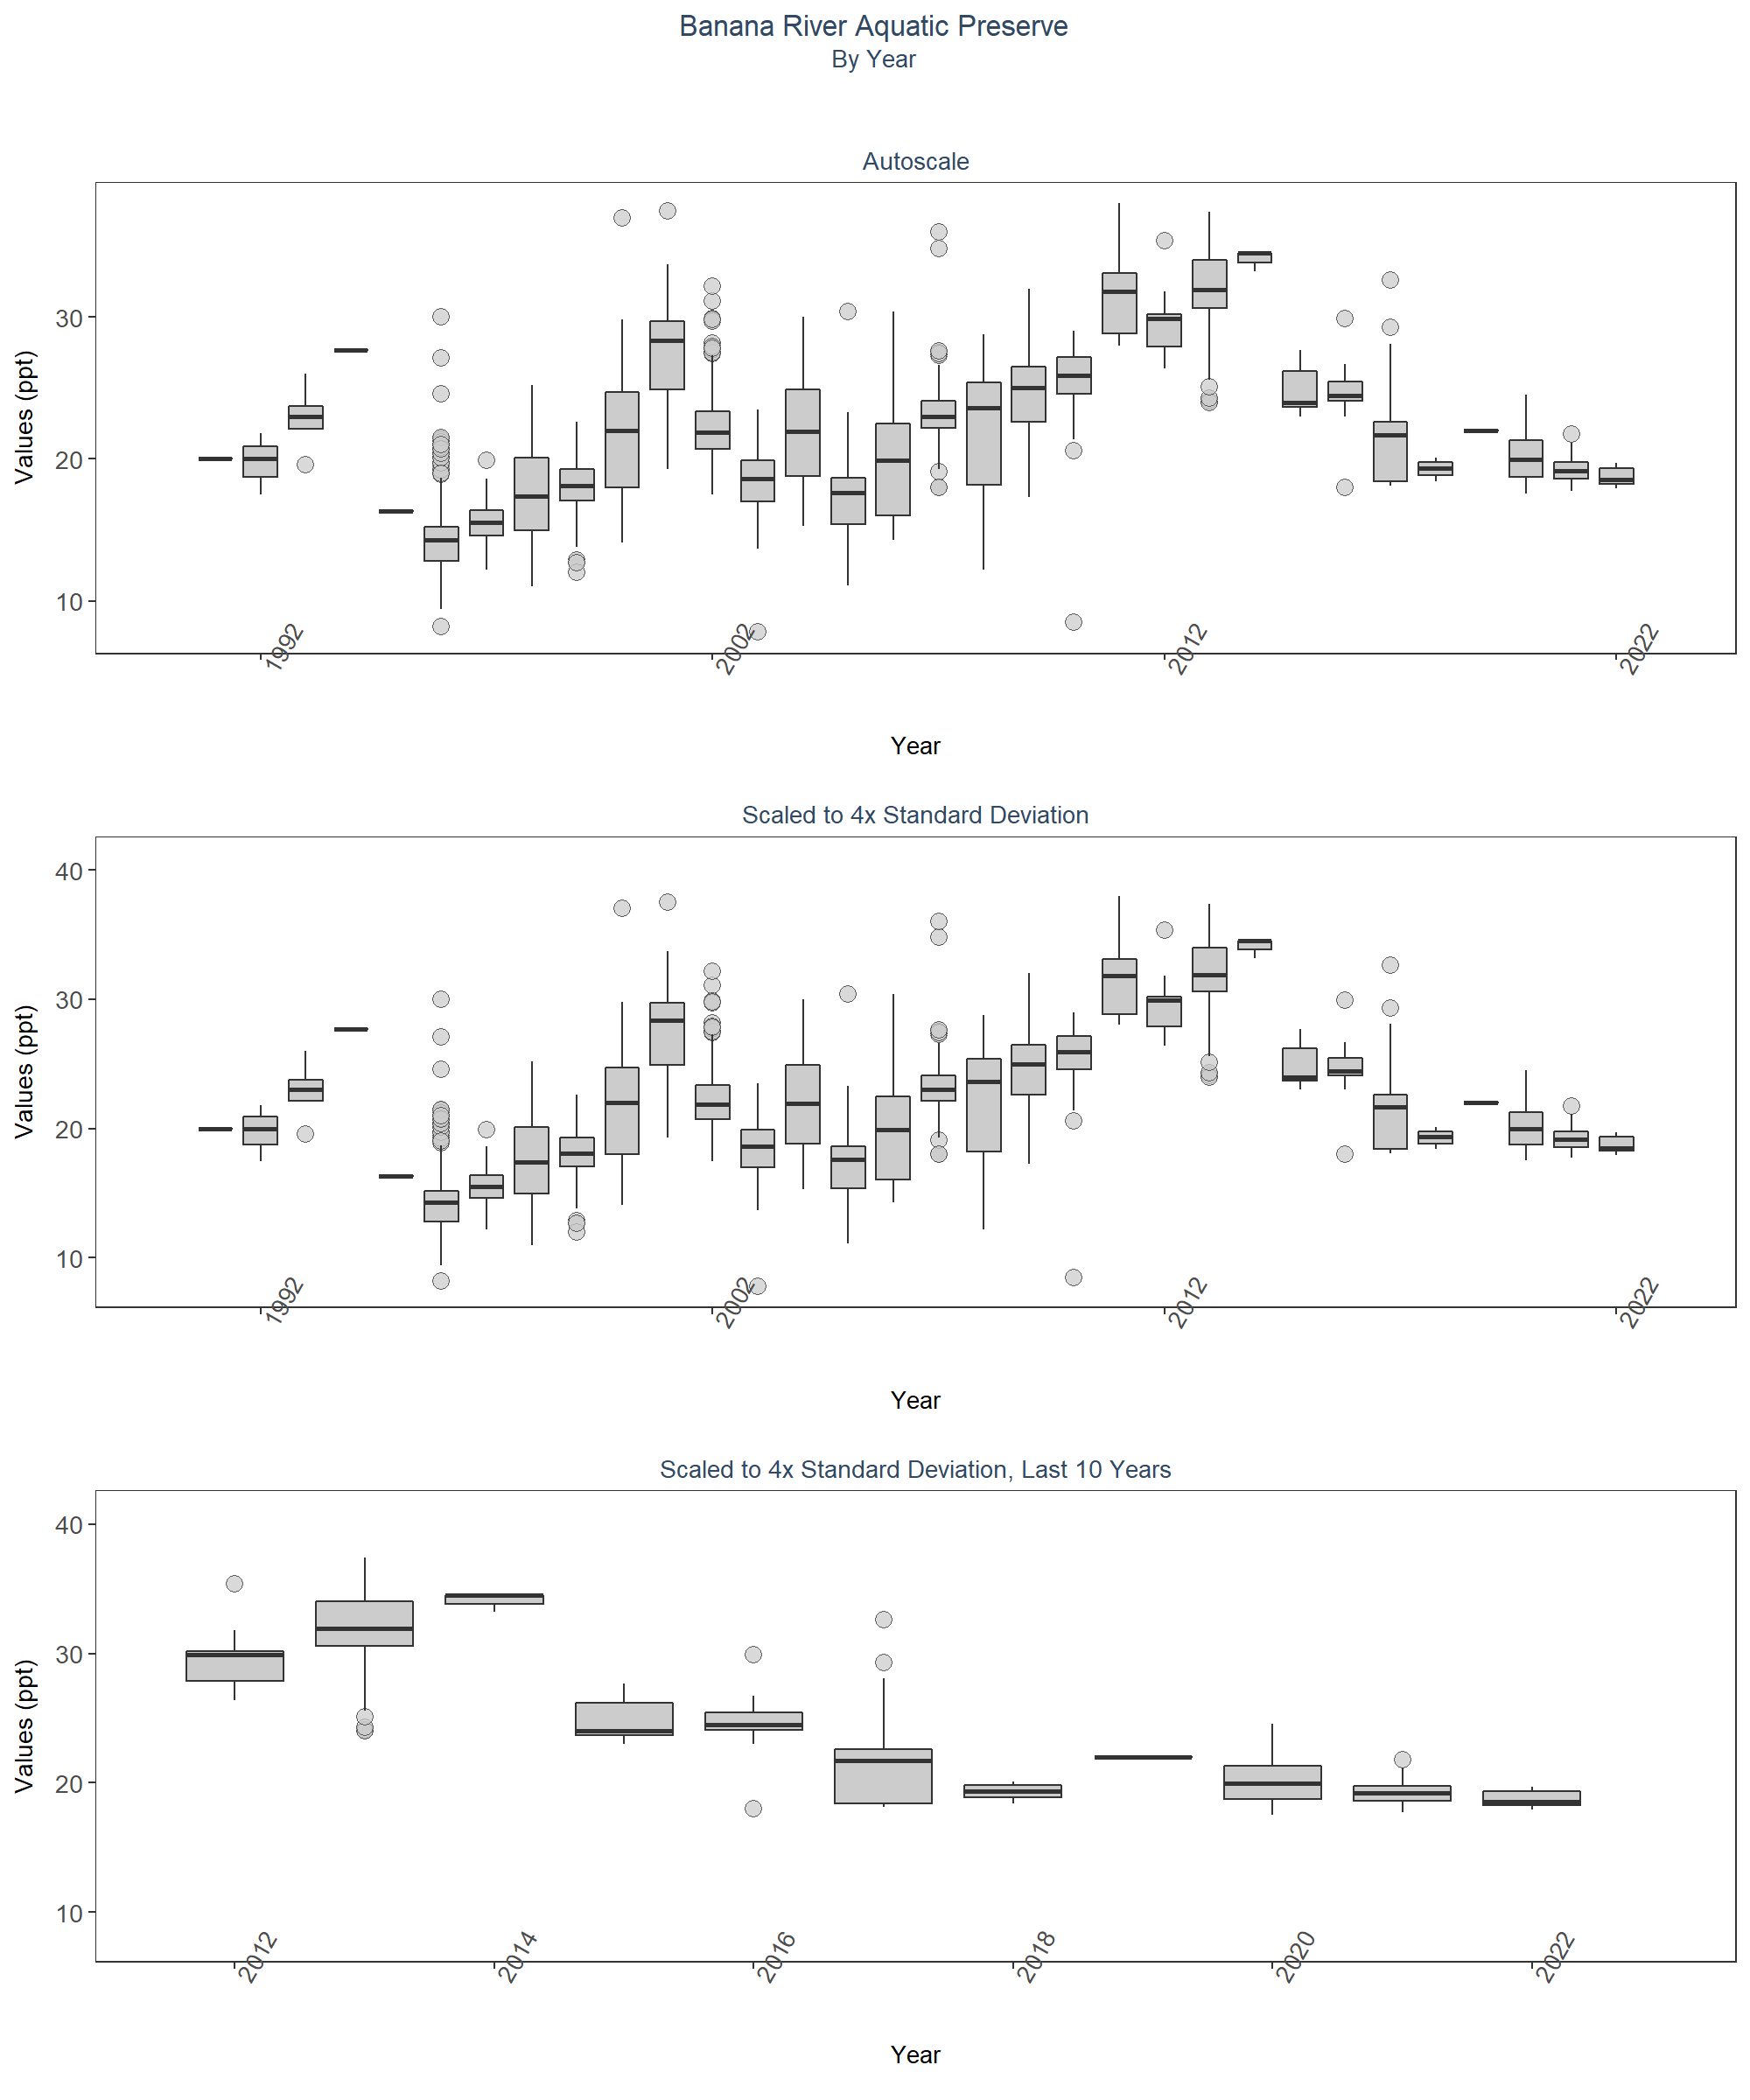 Banana River Aquatic Preserve
By Year
Autoscale
Values (ppt)
30
20
10
1992
2002
2012
2022
Year
Scaled to 4x Standard Deviation
Values (ppt)
40
30
20
10
1992
2002
2012
2022
Year
Scaled to 4x Standard Deviation, Last 10 Years
Values (ppt)
40
30
20
10
2012
2014
2016
2018
2020
2022
Year